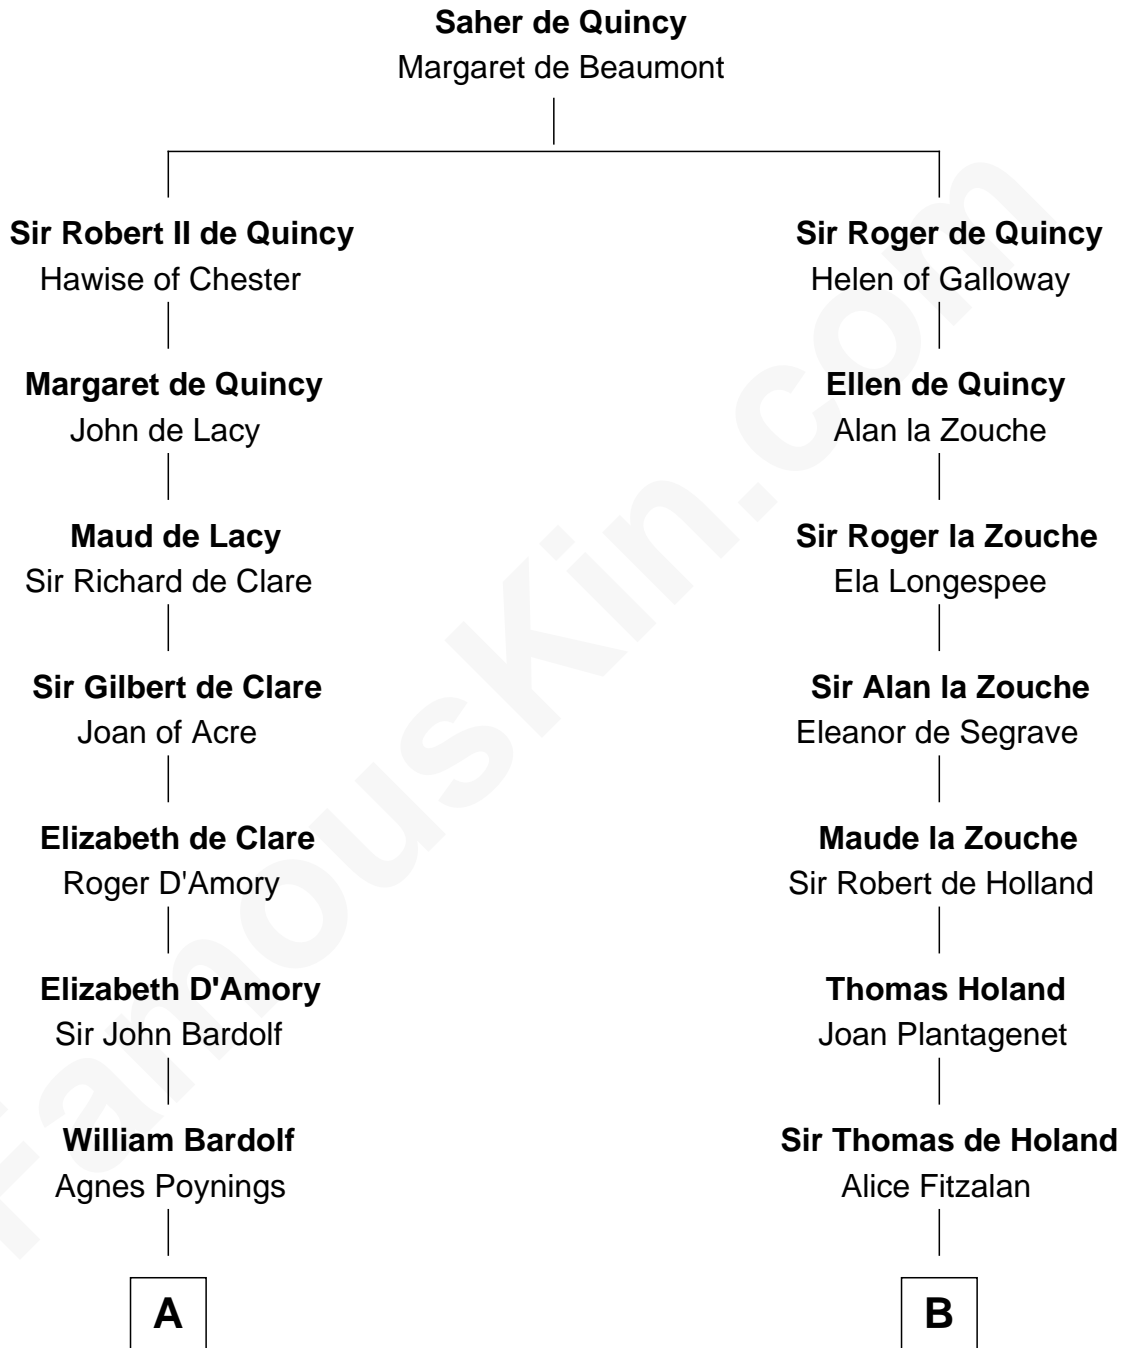 Saher de Quincy
Margaret de Beaumont
Sir Robert II de Quincy
Hawise of Chester
Margaret de Quincy
John de Lacy
Maud de Lacy
Sir Richard de Clare
Sir Gilbert de Clare
Joan of Acre
Elizabeth de Clare
Roger D'Amory
Elizabeth D'Amory
Sir John Bardolf
William Bardolf
Agnes Poynings
A
Sir Roger de Quincy
Helen of Galloway
Ellen de Quincy
Alan la Zouche
Sir Roger la Zouche
Ela Longespee
Sir Alan la Zouche
Eleanor de Segrave
Maude la Zouche
Sir Robert de Holland
Thomas Holand
Joan Plantagenet
Sir Thomas de Holand
Alice Fitzalan
B
FamousKin.com